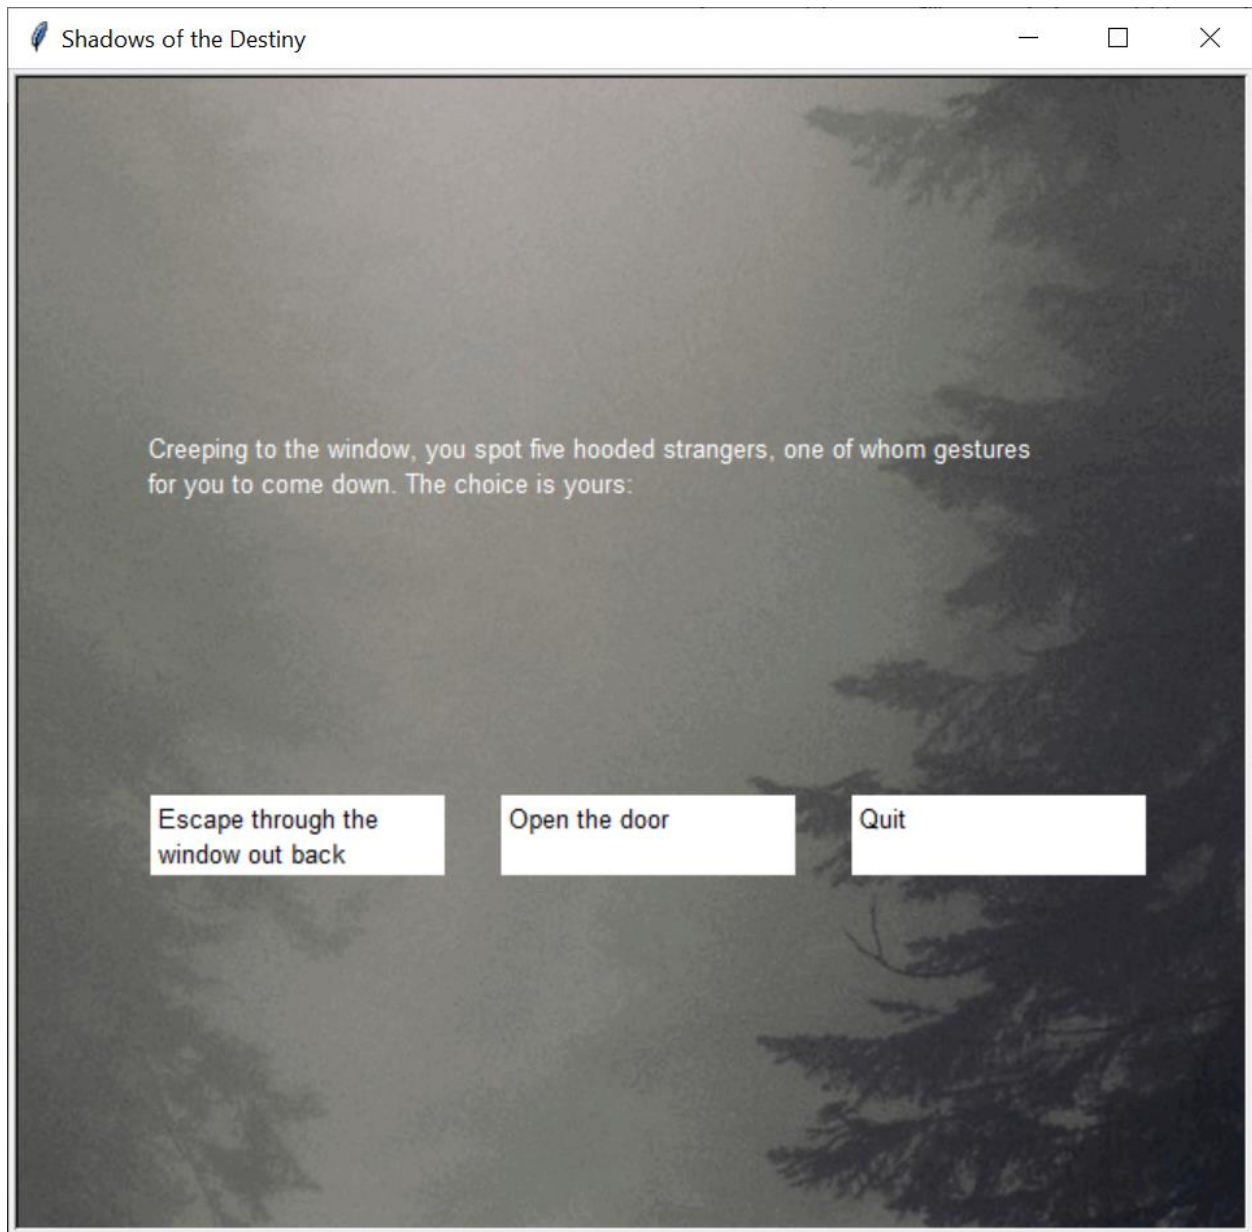 Shadows of the Destiny
Creeping to the window, you spot five hooded strangers, one of whom gestures
for you to come down. The choice is yours:
Escape through the
window out back
Open the door
Quit